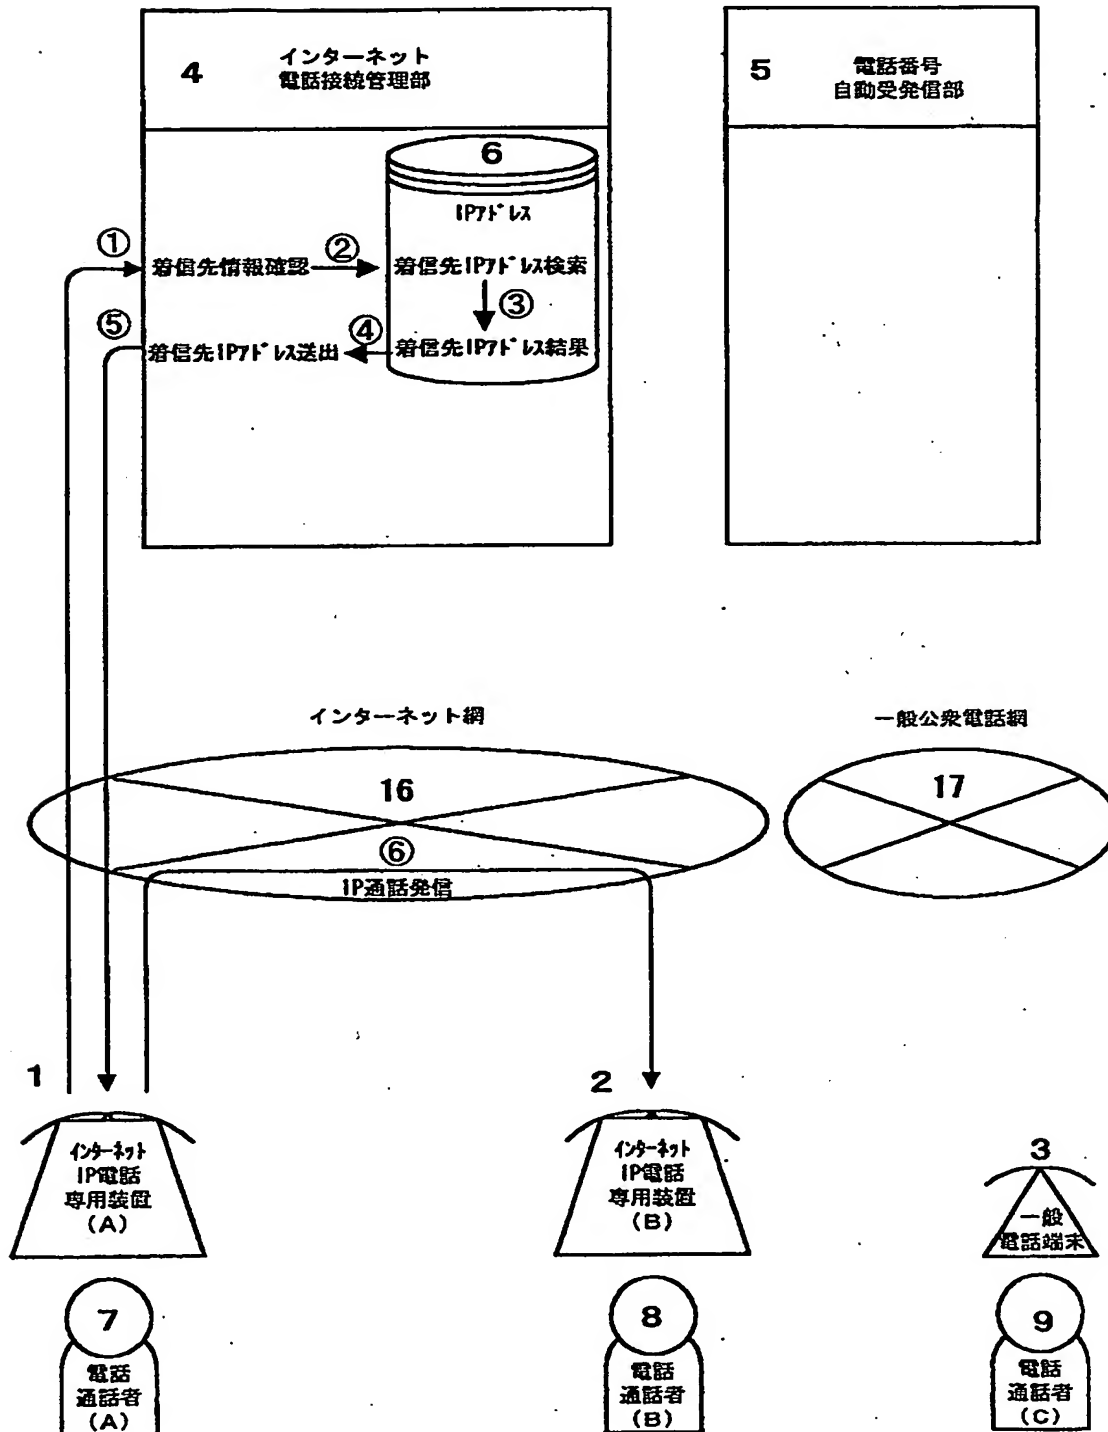 4
インターネット
電話接続管理部
5
電話番号
自動受発信部
6
IPアドレス
①
着信先情報確認
②
着信先IPアドレス検索
③
⑤
着信先IPアドレス送出
④
着信先IPアドレス結果
インターネット網
一般公衆電話網
16
17
⑥
IP通話発信
1
インターネット
IP電話
専用装置
(A)
2
インターネット
IP電話
専用装置
(B)
3
一般
電話端末
7
電話
通話者
(A)
8
電話
通話者
(B)
9
電話
通話者
(C)